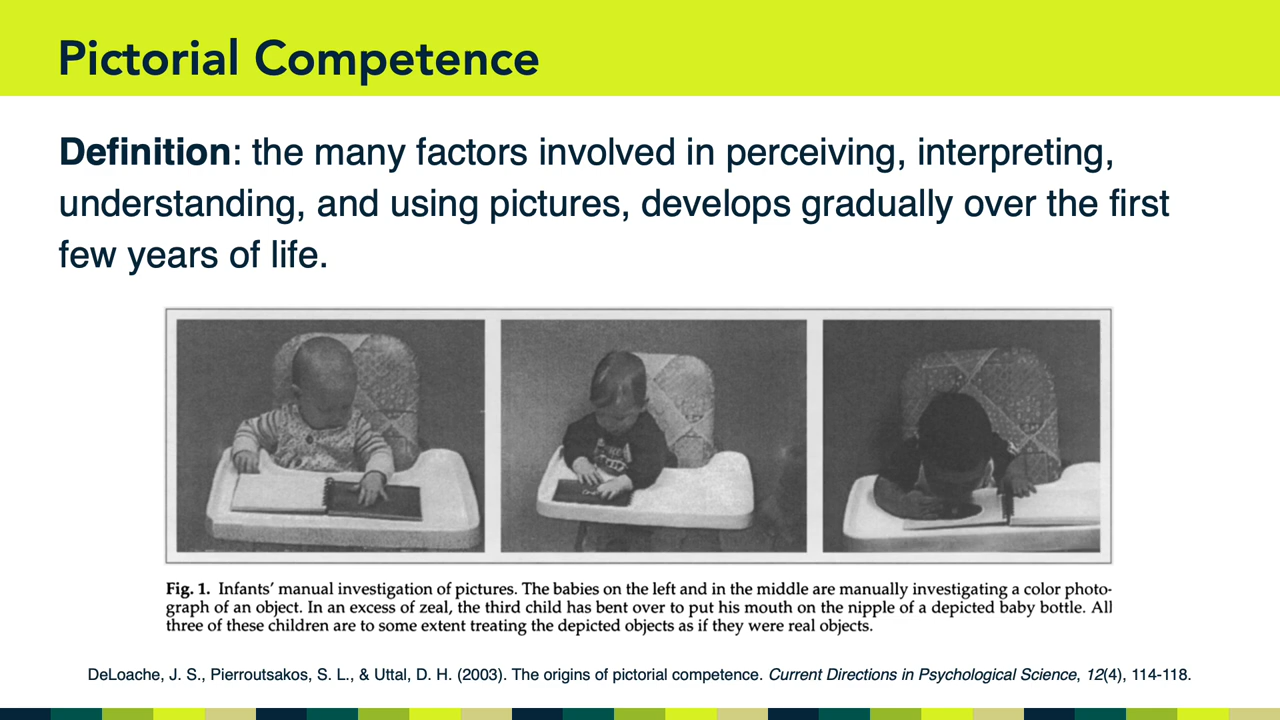 Pictorial Competence
Definition: the many factors involved in perceiving, interpreting,
understanding, and using pictures, develops gradually over the first
few years of life.
Fig. 1. Infants' manual investigation of pictures. The babies on the left and in the middle are manually investigating a color photo-
graph of an object. In an excess of zeal, the third child has bent over to put his mouth on the nipple of a depicted baby bottle. All
three of these children are to some extent treating the depicted objects as if they were real objects.
DeLoache, J. S., Pierroutsakos, S. L., & Uttal, D. H. (2003). The origins of pictorial competence. Current Directions in Psychological Science, 12(4), 114-118.